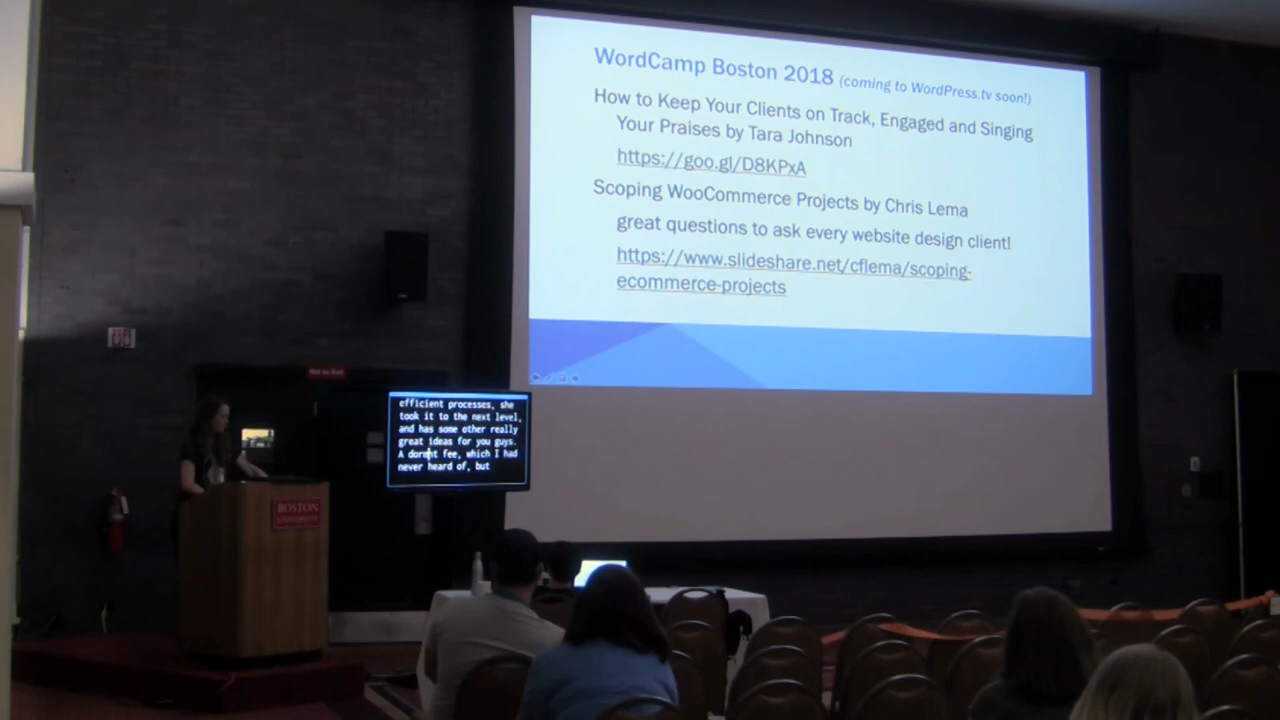 WordCamp Boston 2018 (coming to WordPress.tv soon!)
How to Keep Your Clients on Track, Engaged and Singing
Your Praises by Tara Johnson
https://goo.gl/D8KPxA
Scoping WooCommerce Projects by Chris Lema
great questions to ask every website design client!
https://www.slideshare.net/cflema/scoping-
ecommerce-projects
Not an Exit
efficient processes, she
took it to the next level,
and has some other really
great ideas for you guys.
A dormnt fee, which I had
never heard of, but
BOSTON
UNIVERSITY